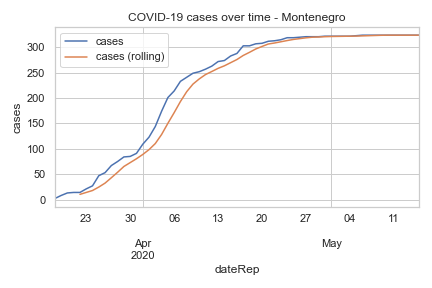 COVID-19 cases over time - Montenegro
cases
cases (rolling)
cases
300
250
200
150
100
50
0
23 30 06 13 20 27 04 11
Apr May
2020
dateRep